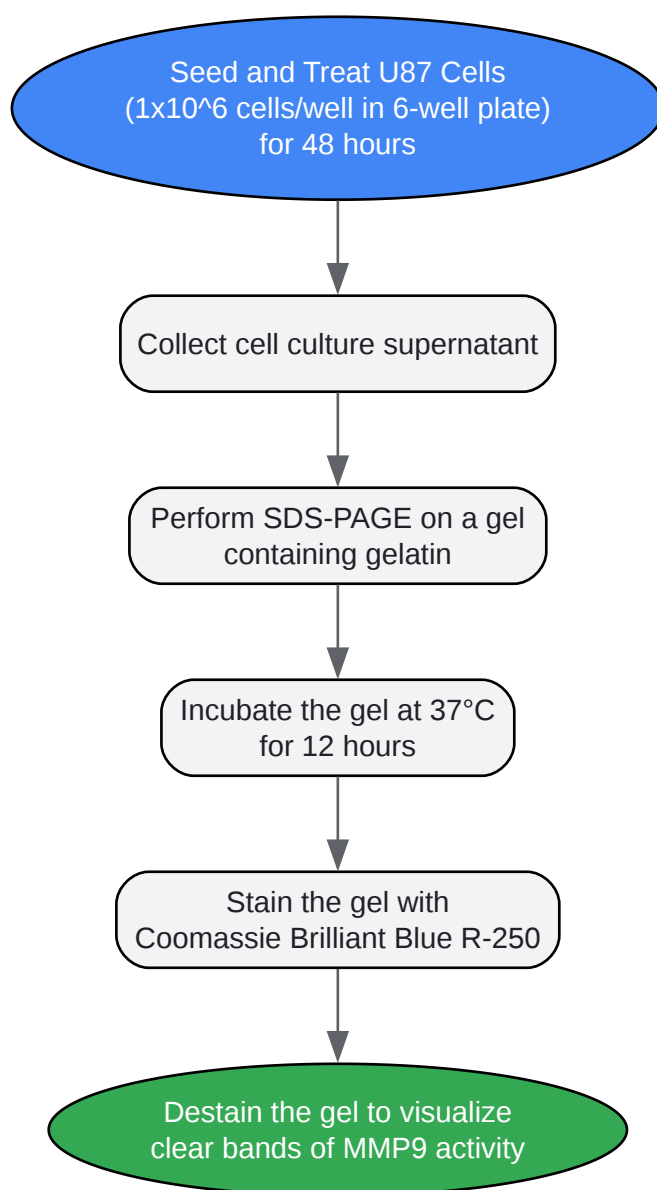 Seed and Treat U87 Cells
(1x10^6 cells/well in 6-well plate)
for 48 hours
Collect cell culture supernatant
Perform SDS-PAGE on a gel
containing gelatin
Incubate the gel at 37°C
for 12 hours
Stain the gel with
Coomassie Brilliant Blue R-250
Destain the gel to visualize
clear bands of MMP9 activity